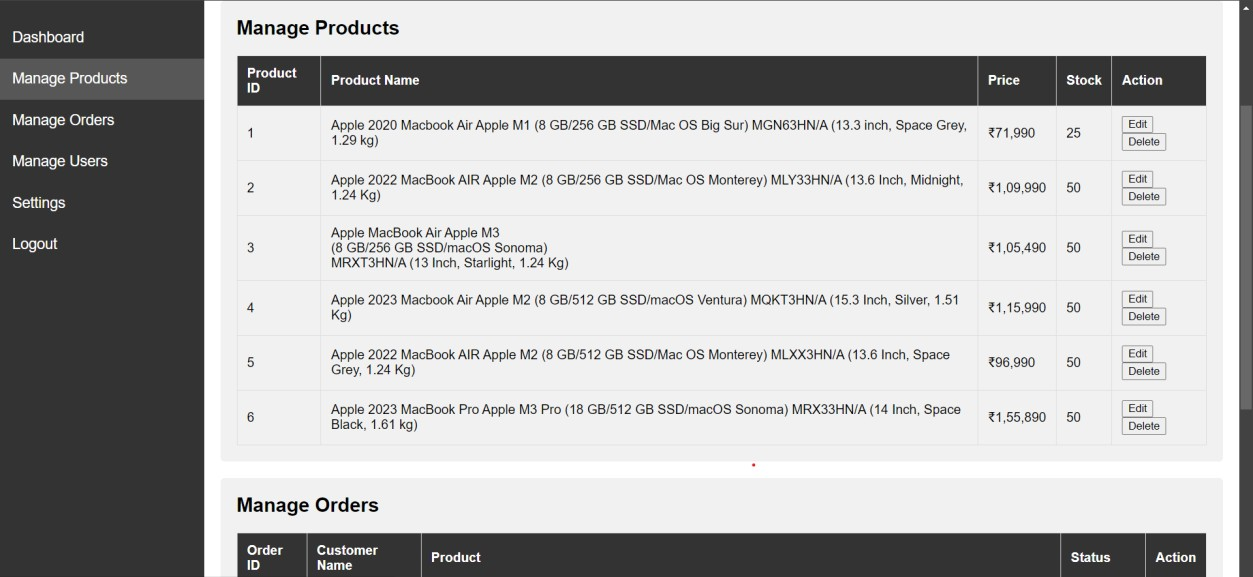 Dashboard
Manage Products
Manage Orders
Manage Users
Settings
Logout
Manage Products
Product
ID
Product Name
Price
Stock
Action
1
Apple 2020 Macbook Air Apple M1 (8 GB/256 GB SSD/Mac OS Big Sur) MGN63HN/A (13.3 inch, Space Grey,
1.29 kg)
₹71,990
25
Edit
Delete
2
Apple 2022 MacBook AIR Apple M2 (8 GB/256 GB SSD/Mac OS Monterey) MLY33HN/A (13.6 Inch, Midnight,
1.24 Kg)
₹1,09,990
50
Edit
Delete
3
Apple MacBook Air Apple M3
(8 GB/256 GB SSD/macOS Sonoma)
MRXT3HN/A (13 Inch, Starlight, 1.24 Kg)
₹1,05,490
50
Edit
Delete
4
Apple 2023 Macbook Air Apple M2 (8 GB/512 GB SSD/macOS Ventura) MQKT3HN/A (15.3 Inch, Silver, 1.51
Kg)
₹1,15,990
50
Edit
Delete
5
Apple 2022 MacBook AIR Apple M2 (8 GB/512 GB SSD/Mac OS Monterey) MLXX3HN/A (13.6 Inch, Space
Grey, 1.24 Kg)
₹96,990
50
Edit
Delete
6
Apple 2023 MacBook Pro Apple M3 Pro (18 GB/512 GB SSD/macOS Sonoma) MRX33HN/A (14 Inch, Space
Black, 1.61 kg)
₹1,55,890
50
Edit
Delete
Manage Orders
Order
ID
Customer
Name
Product
Status
Action